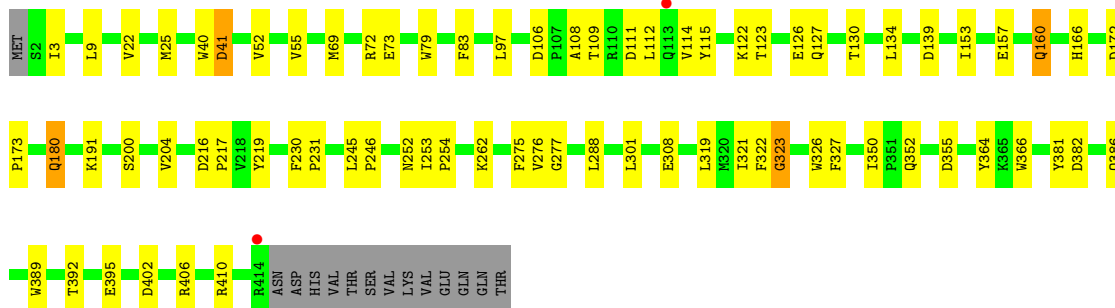 MET S2 I3 L9 V22 M25 W40 D41 V52 V55 M69 R72 E73 W79 F83 L97 D106 P107 A108 T109 R110 D111 L112 Q113 V114 Y115 K122 T123 E126 Q127 T130 L134 D139 I153 E157 Q160 H166
P173 Q180 K191 S200 V204 D216 P217 V218 Y219 F230 P231 L245 P246 N252 I253 P254 K262 F275 V276 G277 L288 L301 E308 L319 M320 I321 F322 G323 W326 F327 I350 P351 Q352 D355 Y364 K365 W366 Y381 D382
W389 T392 E395 D402 R406 R410 R414 ASN ASP HIS VAL THR SER VAL LYS VAL GLU GLN GLN THR